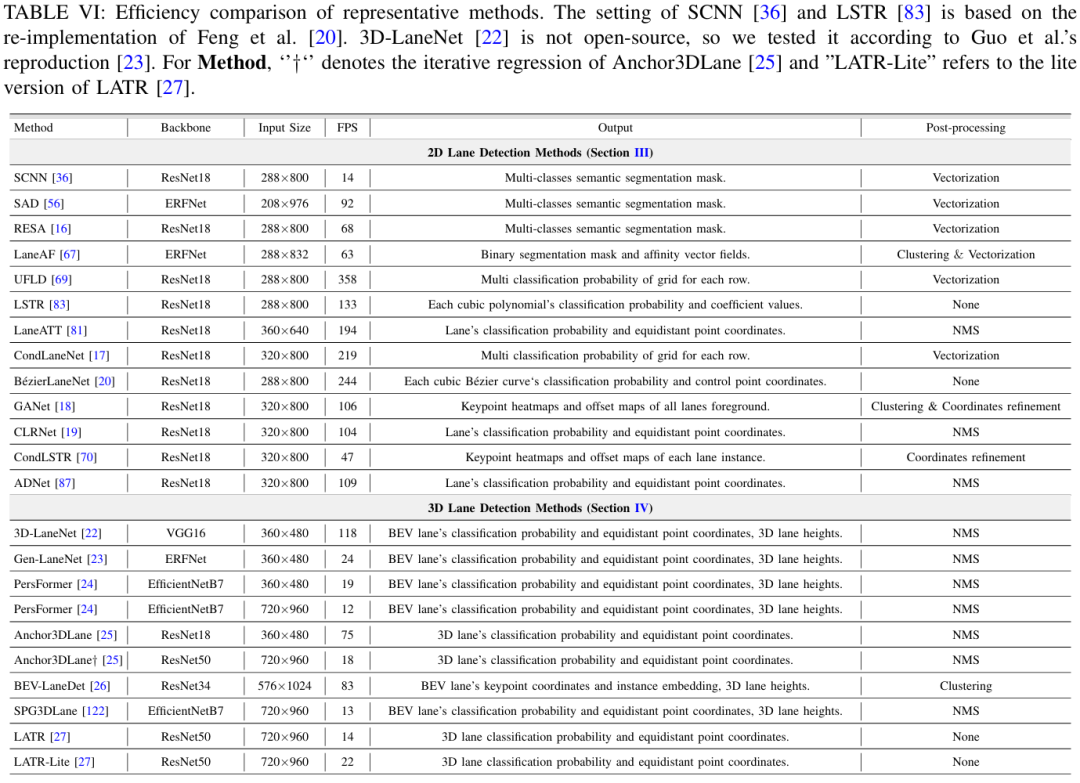 TABLE VI: Efficiency comparison of representative methods. The setting of SCNN [36] and LSTR [83] is based on the
re-implementation of Feng et al. [20]. 3D-LaneNet [22] is not open-source, so we tested it according to Guo et al.'s
reproduction [23]. For Method, ‘‘†‘‘ denotes the iterative regression of Anchor3DLane [25] and ”LATR-Lite” refers to the lite
version of LATR [27].
Method Backbone Input Size FPS Output Post-processing
2D Lane Detection Methods (Section III)
SCNN [36] ResNet18 288×800 14 Multi-classes semantic segmentation mask. Vectorization
SAD [56] ERFNet 208×976 92 Multi-classes semantic segmentation mask. Vectorization
RESA [16] ResNet18 288×800 68 Multi-classes semantic segmentation mask. Vectorization
LaneAF [67] ERFNet 288×832 63 Binary segmentation mask and affinity vector fields. Clustering & Vectorization
UFLD [69] ResNet18 288×800 358 Multi classification probability of grid for each row. Vectorization
LSTR [83] ResNet18 288×800 133 Each cubic polynomial's classification probability and coefficient values. None
LaneATT [81] ResNet18 360×640 194 Lane's classification probability and equidistant point coordinates. NMS
CondLaneNet [17] ResNet18 320×800 219 Multi classification probability of grid for each row. Vectorization
BézierLaneNet [20] ResNet18 288×800 244 Each cubic Bézier curve‘s classification probability and control point coordinates. None
GANet [18] ResNet18 320×800 106 Keypoint heatmaps and offset maps of all lanes foreground. Clustering & Coordinates refinement
CLRNet [19] ResNet18 320×800 104 Lane's classification probability and equidistant point coordinates. NMS
CondLSTR [70] ResNet18 320×800 47 Keypoint heatmaps and offset maps of each lane instance. Coordinates refinement
ADNet [87] ResNet18 320×800 109 Lane's classification probability and equidistant point coordinates. NMS
3D Lane Detection Methods (Section IV)
3D-LaneNet [22] VGG16 360×480 118 BEV lane's classification probability and equidistant point coordinates, 3D lane heights. NMS
Gen-LaneNet [23] ERFNet 360×480 24 BEV lane's classification probability and equidistant point coordinates, 3D lane heights. NMS
PersFormer [24] EfficientNetB7 360×480 19 BEV lane's classification probability and equidistant point coordinates, 3D lane heights. NMS
PersFormer [24] EfficientNetB7 720×960 12 BEV lane's classification probability and equidistant point coordinates, 3D lane heights. NMS
Anchor3DLane [25] ResNet18 360×480 75 3D lane's classification probability and equidistant point coordinates. NMS
Anchor3DLane† [25] ResNet50 720×960 18 3D lane's classification probability and equidistant point coordinates. NMS
BEV-LaneDet [26] ResNet34 576×1024 83 BEV lane's keypoint coordinates and instance embedding, 3D lane heights. Clustering
SPG3DLane [122] EfficientNetB7 720×960 13 BEV lane's classification probability and equidistant point coordinates, 3D lane heights. NMS
LATR [27] ResNet50 720×960 14 3D lane classification probability and equidistant point coordinates. None
LATR-Lite [27] ResNet50 720×960 22 3D lane classification probability and equidistant point coordinates. None